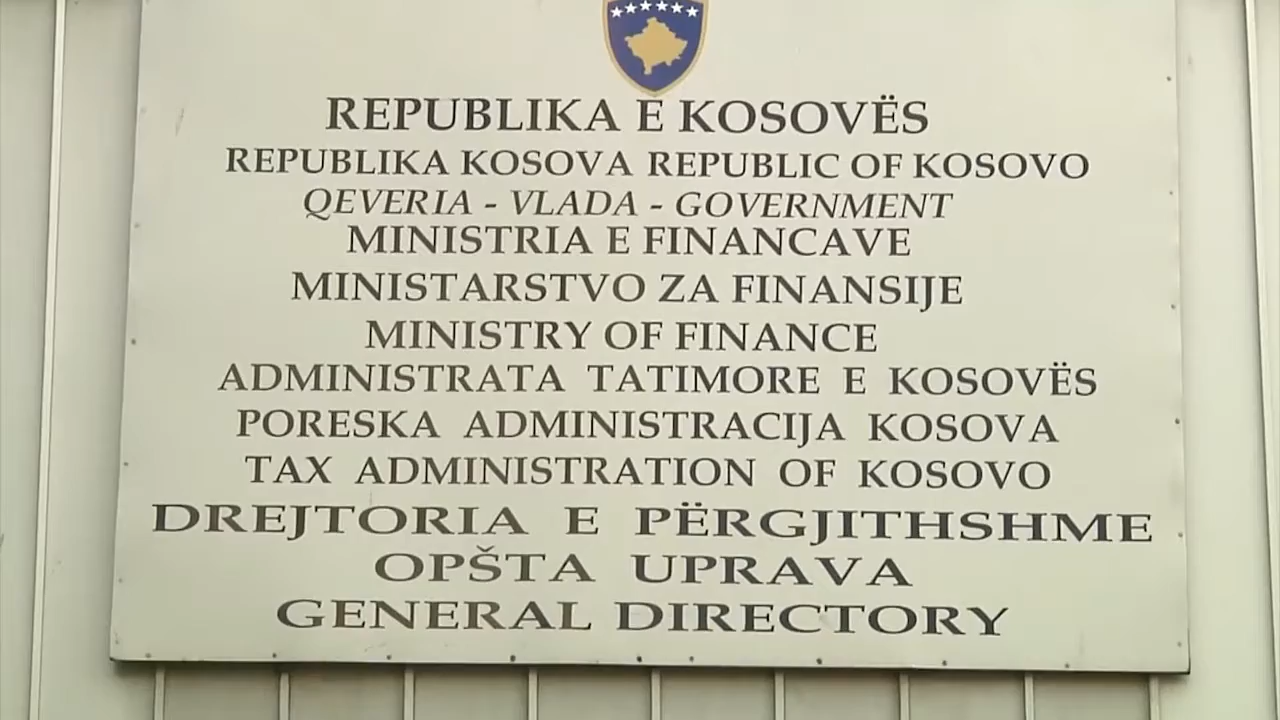 REPUBLIKA E KOSOVËS
REPUBLIKA KOSOVA REPUBLIC OF KOSOVO
QEVERIA - VLADA - GOVERNMENT
MINISTRIA E FINANCAVE
MINISTARSTVO ZA FINANSIJE
MINISTRY OF FINANCE
ADMINISTRATA TATIMORE E KOSOVËS
PORESKA ADMINISTRACIJA KOSOVA
TAX ADMINISTRATION OF KOSOVO
DREJTORIA E PËRGJITHSHME
OPŠTA UPRAVA
GENERAL DIRECTORY